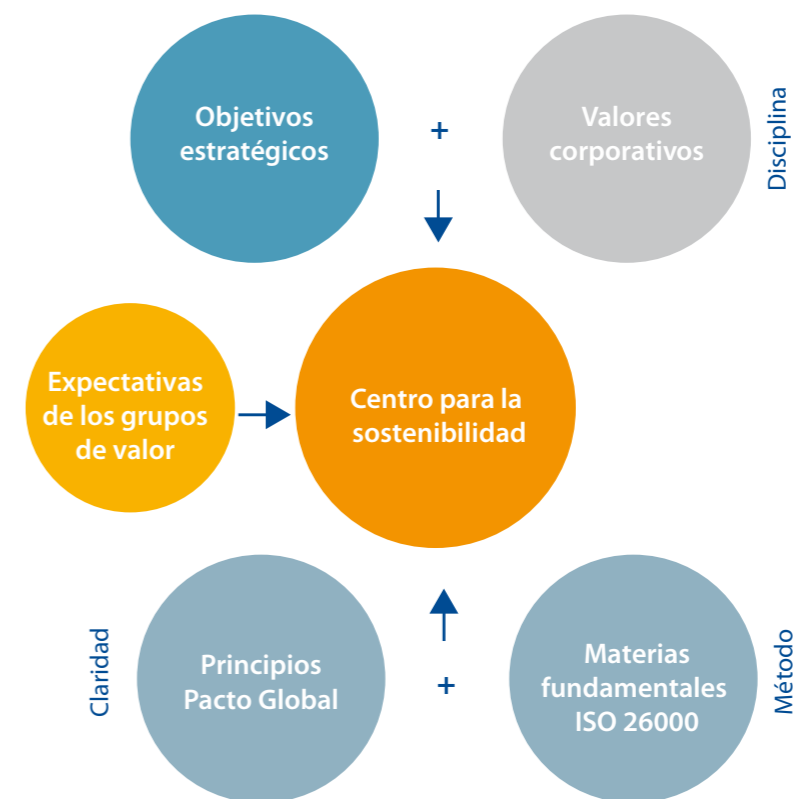 Objetivos
estratégicos
+
Valores
corporativos
Disciplina
Expectativas
de los grupos
de valor
Centro para la
sostenibilidad
Claridad
Principios
Pacto Global
+
Materias
fundamentales
ISO 26000
Método